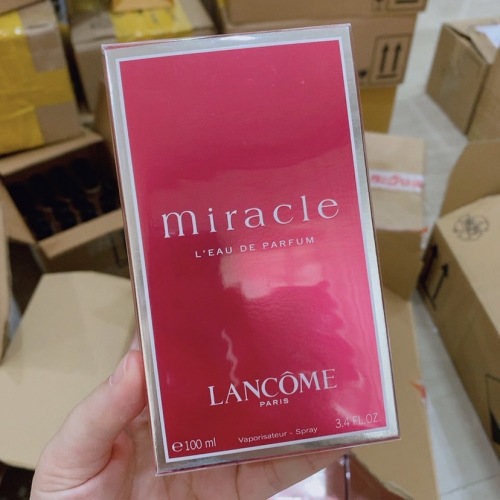 miracle
L'EAU DE PARFUM
LANCÔME
PARIS
℮100 ml
Vaporisateur - Spray
3.4 FL.OZ.